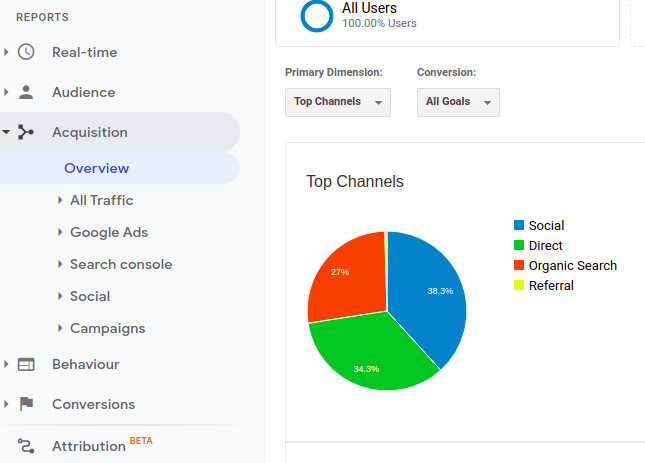 REPORTS
Real-time
Audience
Acquisition
Overview
All Traffic
Google Ads
Search console
Social
Campaigns
Behaviour
Conversions
Attribution BETA
All Users
100.00% Users
Primary Dimension:
Conversion:
Top Channels
All Goals
Top Channels
38.3%
34.3%
27%
Social
Direct
Organic Search
Referral